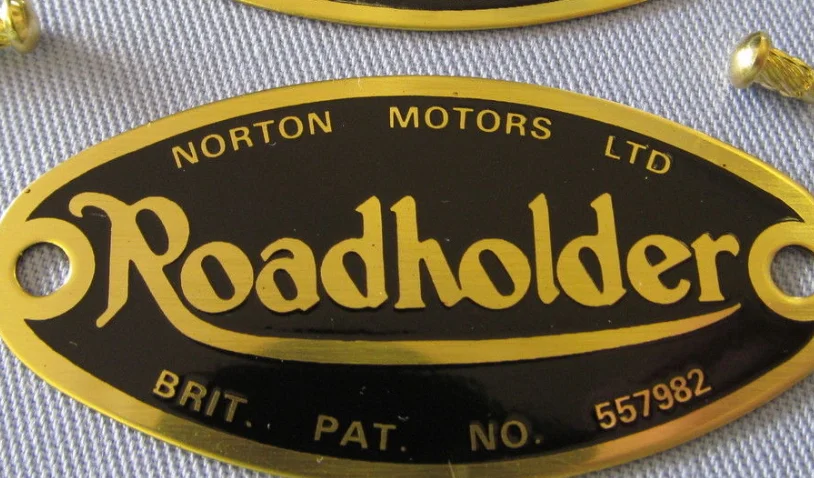 NORTON MOTORS LTD
Roadholder
BRIT. PAT. NO. 557982